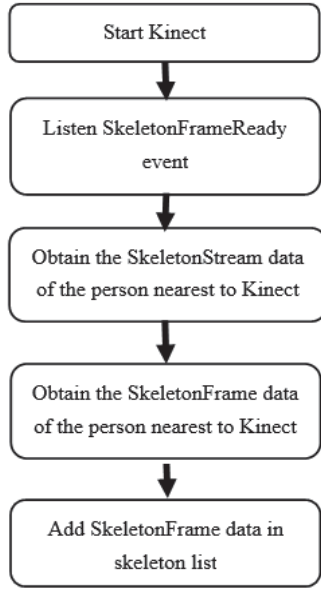 Start Kinect
Listen SkeletonFrameReady
event
Obtain the SkeletonStream data
of the person nearest to Kinect
Obtain the SkeletonFrame data
of the person nearest to Kinect
Add SkeletonFrame data in
skeleton list